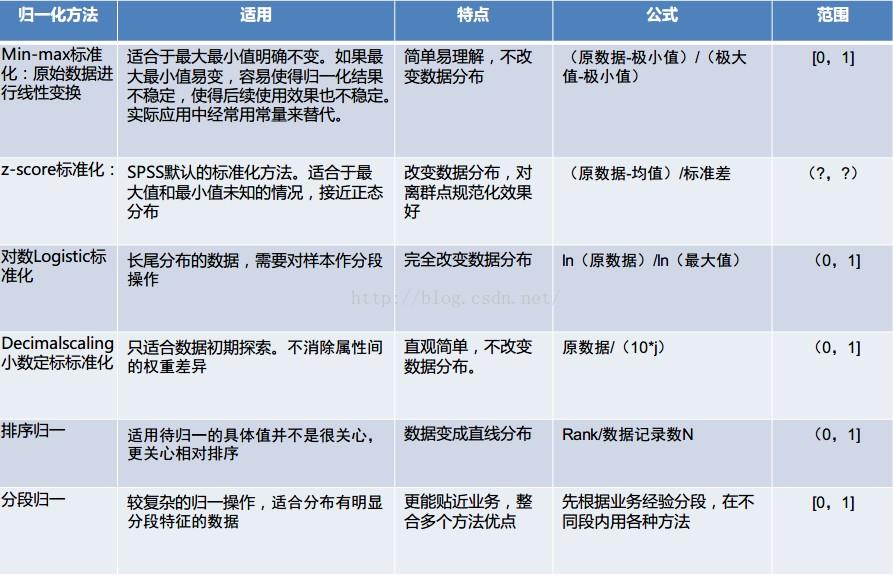 归一化方法 适用 特点 公式 范围
Min-max标准化：原始数据进行线性变换 适合于最大最小值明确不变。如果最大最小值易变，容易使得归一化结果不稳定，使得后续使用效果也不稳定。实际应用中经常用常量来替代。 简单易理解，不改变数据分布 （原数据-极小值）/（极大值-极小值） [0，1]
z-score标准化： SPSS默认的标准化方法。适合于最大值和最小值未知的情况，接近正态分布 改变数据分布，对离群点规范化效果好 （原数据-均值）/标准差 （?，?）
对数Logistic标准化 长尾分布的数据，需要对样本作分段操作 完全改变数据分布 ln（原数据）/ln（最大值） （0，1]
http://blog.csdn.net/
Decimalscaling小数定标标准化 只适合数据初期探索。不消除属性间的权重差异 直观简单，不改变数据分布。 原数据/（10*j） （0，1]
排序归一 适用待归一的具体值并不是很关心，更关心相对排序 数据变成直线分布 Rank/数据记录数N （0，1]
分段归一 较复杂的归一操作，适合分布有明显分段特征的数据 更能贴近业务，整合多个方法优点 先根据业务经验分段，在不同段内用各种方法 [0，1]